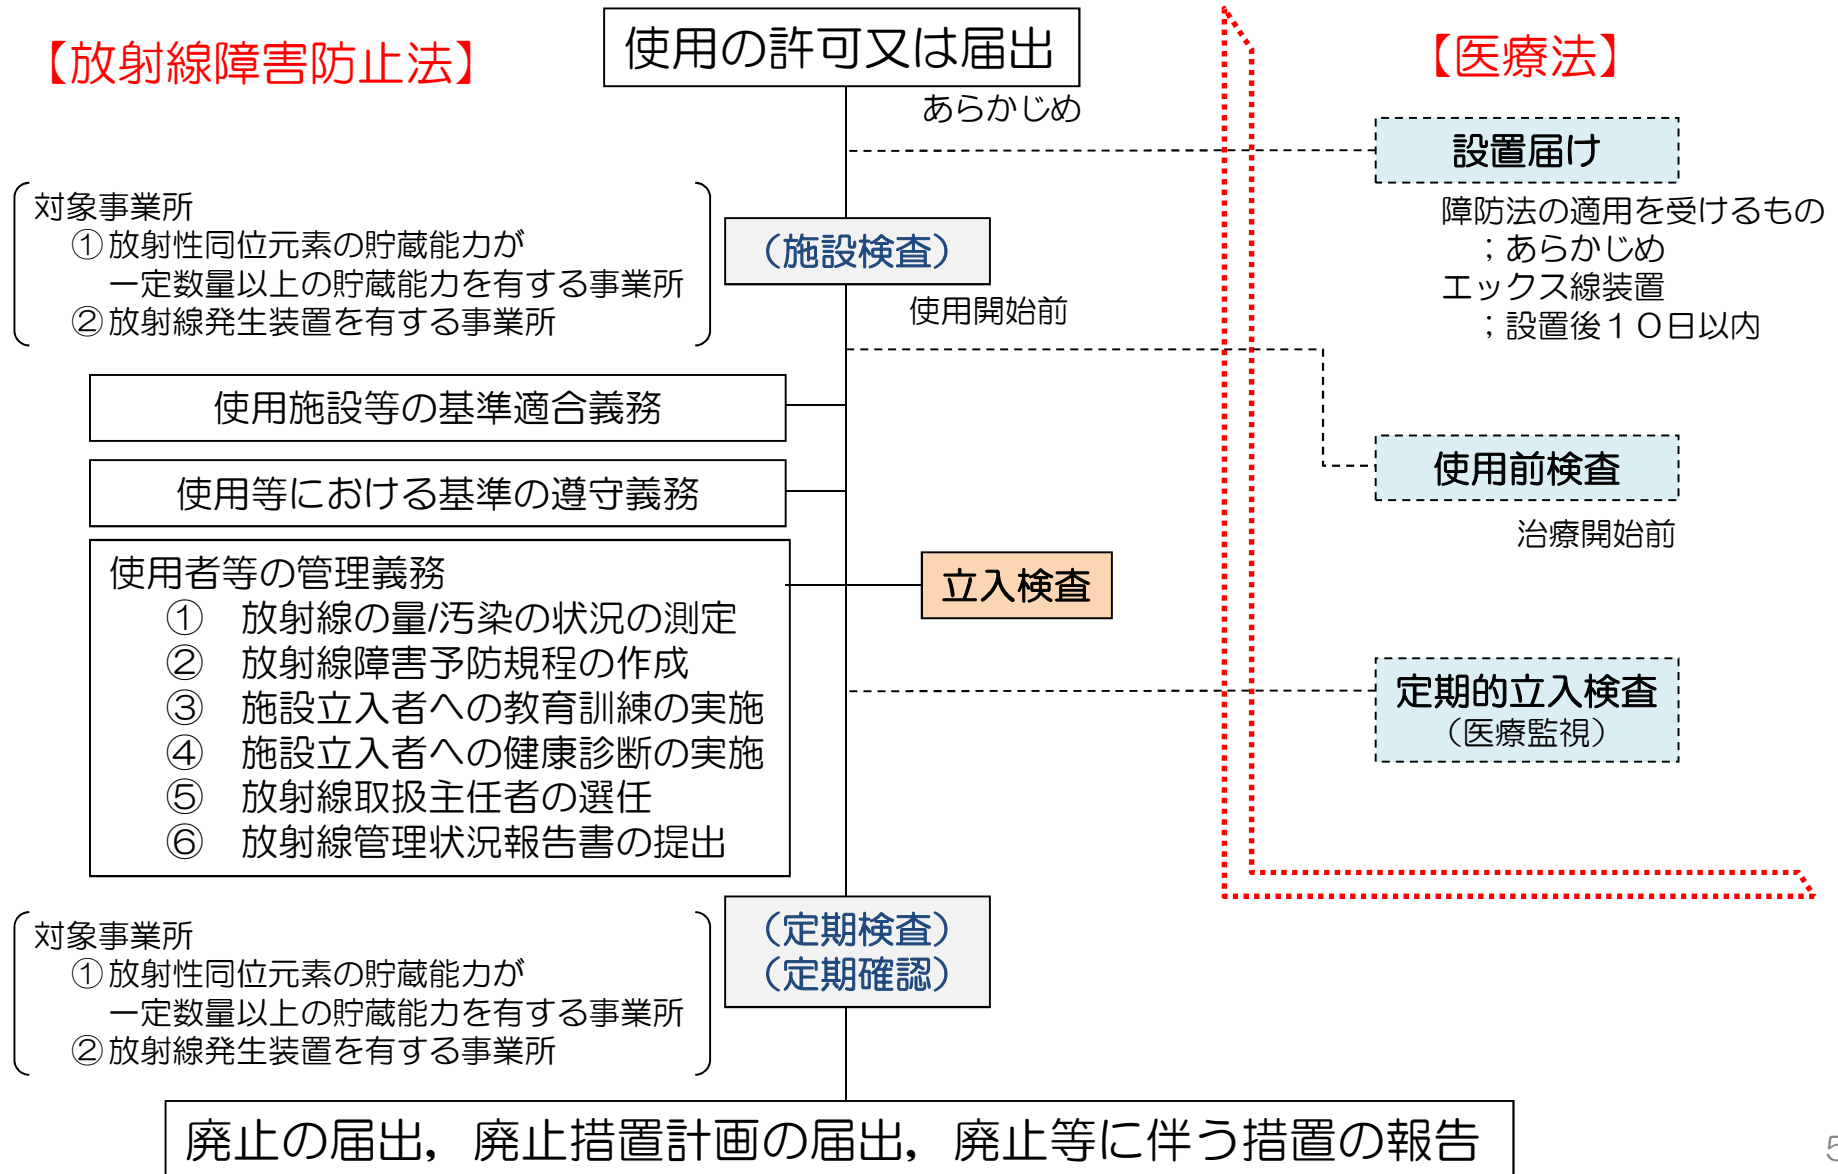 【放射線障害防止法】
使用の許可又は届出
あらかじめ
対象事業所
①放射性同位元素の貯蔵能力が
一定数量以上の貯蔵能力を有する事業所
②放射線発生装置を有する事業所
（施設検査）
使用開始前
使用施設等の基準適合義務
使用等における基準の遵守義務
使用者等の管理義務
①　放射線の量/汚染の状況の測定
②　放射線障害予防規程の作成
③　施設立入者への教育訓練の実施
④　施設立入者への健康診断の実施
⑤　放射線取扱主任者の選任
⑥　放射線管理状況報告書の提出
立入検査
対象事業所
①放射性同位元素の貯蔵能力が
一定数量以上の貯蔵能力を有する事業所
②放射線発生装置を有する事業所
（定期検査）
（定期確認）
廃止の届出，廃止措置計画の届出，廃止等に伴う措置の報告
【医療法】
設置届け
障防法の適用を受けるもの
；あらかじめ
エックス線装置
；設置後１０日以内
使用前検査
治療開始前
定期的立入検査
（医療監視）
5